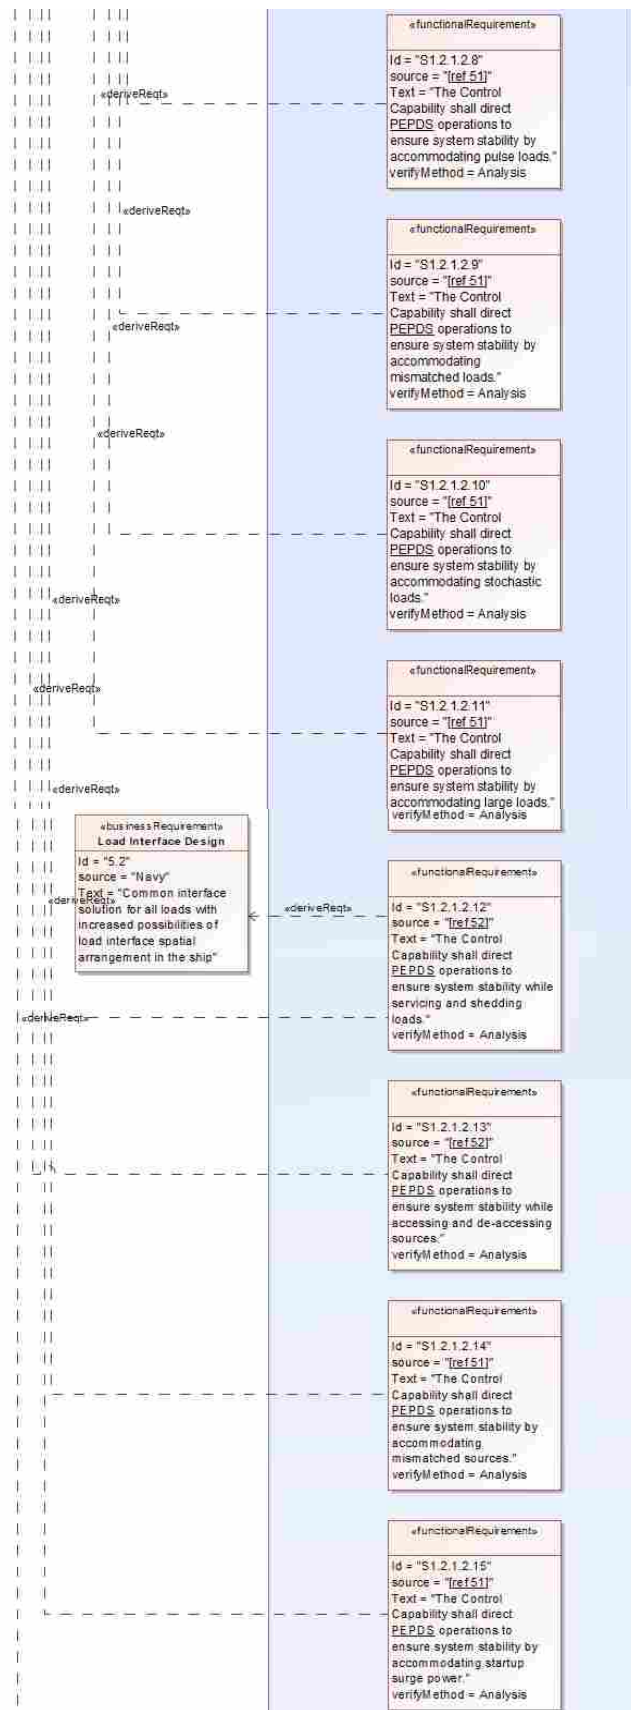 «functionalRequirement»
Id = "S1.2.1.2.8"
source = "[ref 51]"
Text = "The Control
Capability shall direct
PEPDS operations to
ensure system stability by
accommodating pulse loads."
verifyMethod = Analysis
«deriveReqt»
«deriveReqt»
«functionalRequirement»
Id = "S1.2.1.2.9"
source = "[ref 51]"
Text = "The Control
Capability shall direct
PEPDS operations to
ensure system stability by
accommodating
mismatched loads."
verifyMethod = Analysis
«deriveReqt»
«deriveReqt»
«functionalRequirement»
Id = "S1.2.1.2.10"
source = "[ref 51]"
Text = "The Control
Capability shall direct
PEPDS operations to
ensure system stability by
accommodating stochastic
loads."
verifyMethod = Analysis
«deriveReqt»
«functionalRequirement»
Id = "S1.2.1.2.11"
source = "[ref 51]"
Text = "The Control
Capability shall direct
PEPDS operations to
ensure system stability by
accommodating large loads."
verifyMethod = Analysis
«deriveReqt»
«deriveReqt»
«businessRequirement»
Load Interface Design
Id = "5.2"
source = "Navy"
Text = "Common interface
solution for all loads with
increased possibilities of
load interface spatial
arrangement in the ship"
«deriveReqt»
«deriveReqt»
«functionalRequirement»
Id = "S1.2.1.2.12"
source = "[ref52]"
Text = "The Control
Capability shall direct
PEPDS operations to
ensure system stability while
servicing and shedding
loads."
verifyMethod = Analysis
«deriveReqt»
«functionalRequirement»
Id = "S1.2.1.2.13"
source = "[ref52]"
Text = "The Control
Capability shall direct
PEPDS operations to
ensure system stability while
accessing and de-accessing
sources."
verifyMethod = Analysis
«functionalRequirement»
Id = "S1.2.1.2.14"
source = "[ref51]"
Text = "The Control
Capability shall direct
PEPDS operations to
ensure system stability by
accommodating
mismatched sources."
verifyMethod = Analysis
«functionalRequirement»
Id = "S1.2.1.2.15"
source = "[ref51]"
Text = "The Control
Capability shall direct
PEPDS operations to
ensure system stability by
accommodating startup
surge power."
verifyMethod = Analysis